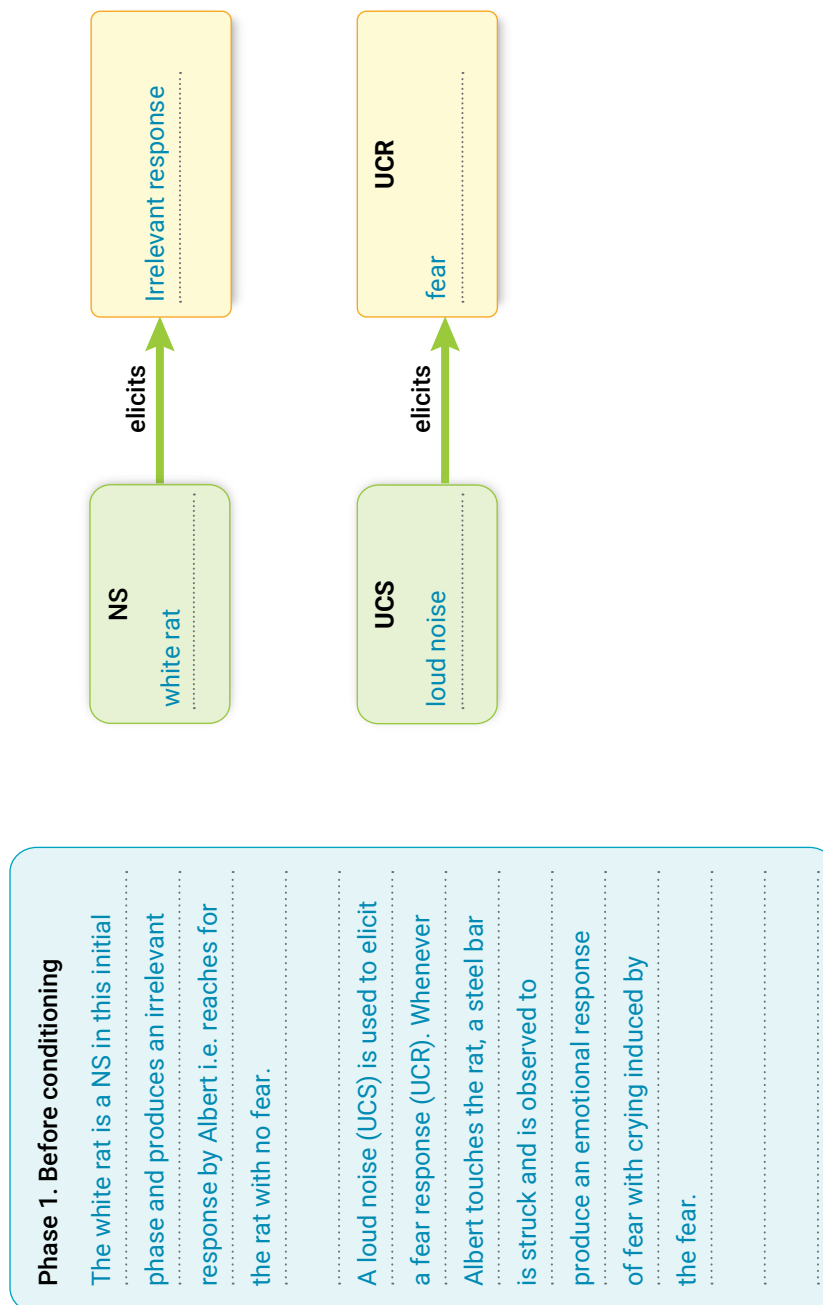 Phase 1. Before conditioning
The white rat is a NS in this initial
phase and produces an irrelevant
response by Albert i.e. reaches for
the rat with no fear.
A loud noise (UCS) is used to elicit
a fear response (UCR). Whenever
Albert touches the rat, a steel bar
is struck and is observed to
produce an emotional response
of fear with crying induced by
the fear.
NS
white rat
elicits
Irrelevant response
UCS
loud noise
elicits
UCR
fear